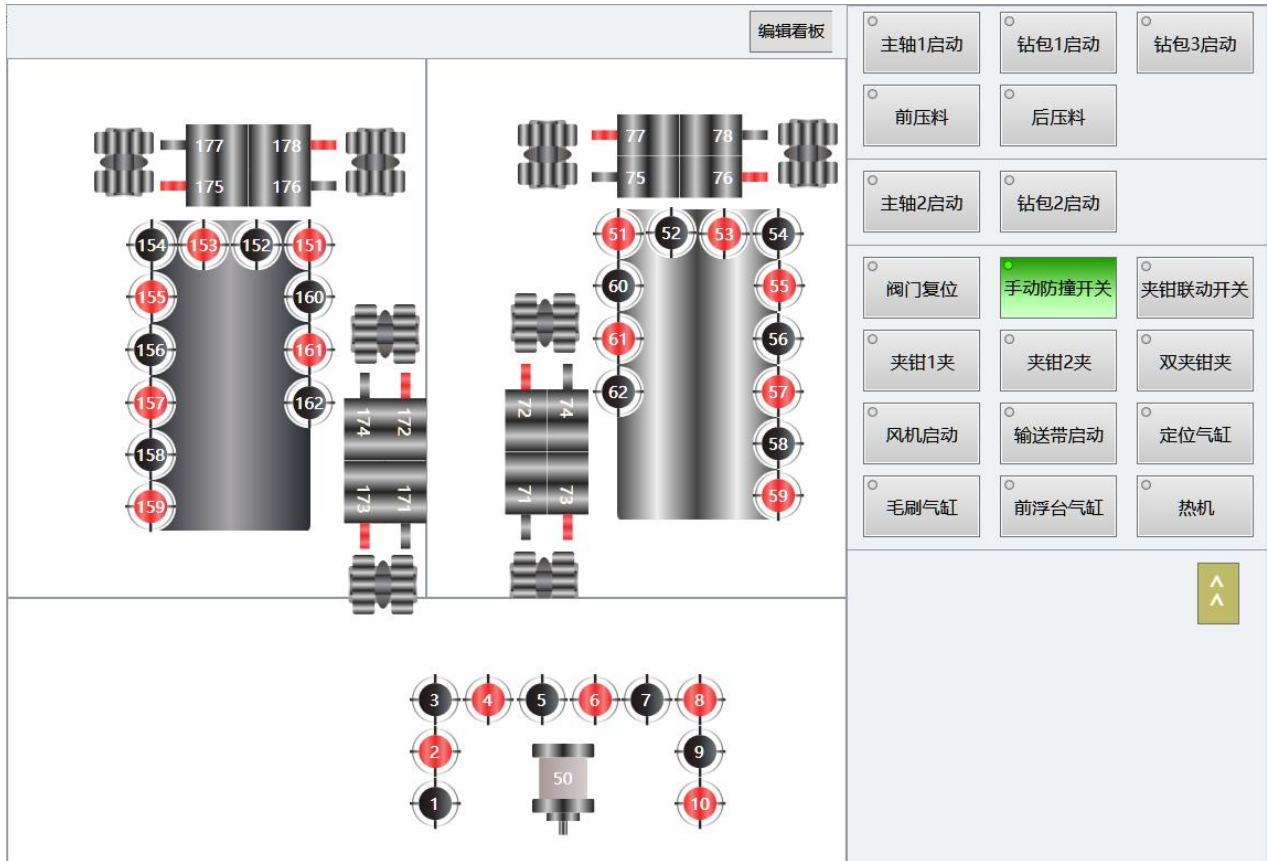 编辑看板
177 178
175 176
154 153 152 151
155 160
156 161
157 162
158
159
174 172
173 171
77 78
75 76
51 52 53 54
60 55
61 56
62 57
58
59
72 74
71 73
3 4 5 6 7 8
2 9
1 10
50
主轴1启动 钻包1启动 钻包3启动
前压料 后压料
主轴2启动 钻包2启动
阀门复位 手动防撞开关 夹钳联动开关
夹钳1夹 夹钳2夹 双夹钳夹
风机启动 输送带启动 定位气缸
毛刷气缸 前浮台气缸 热机